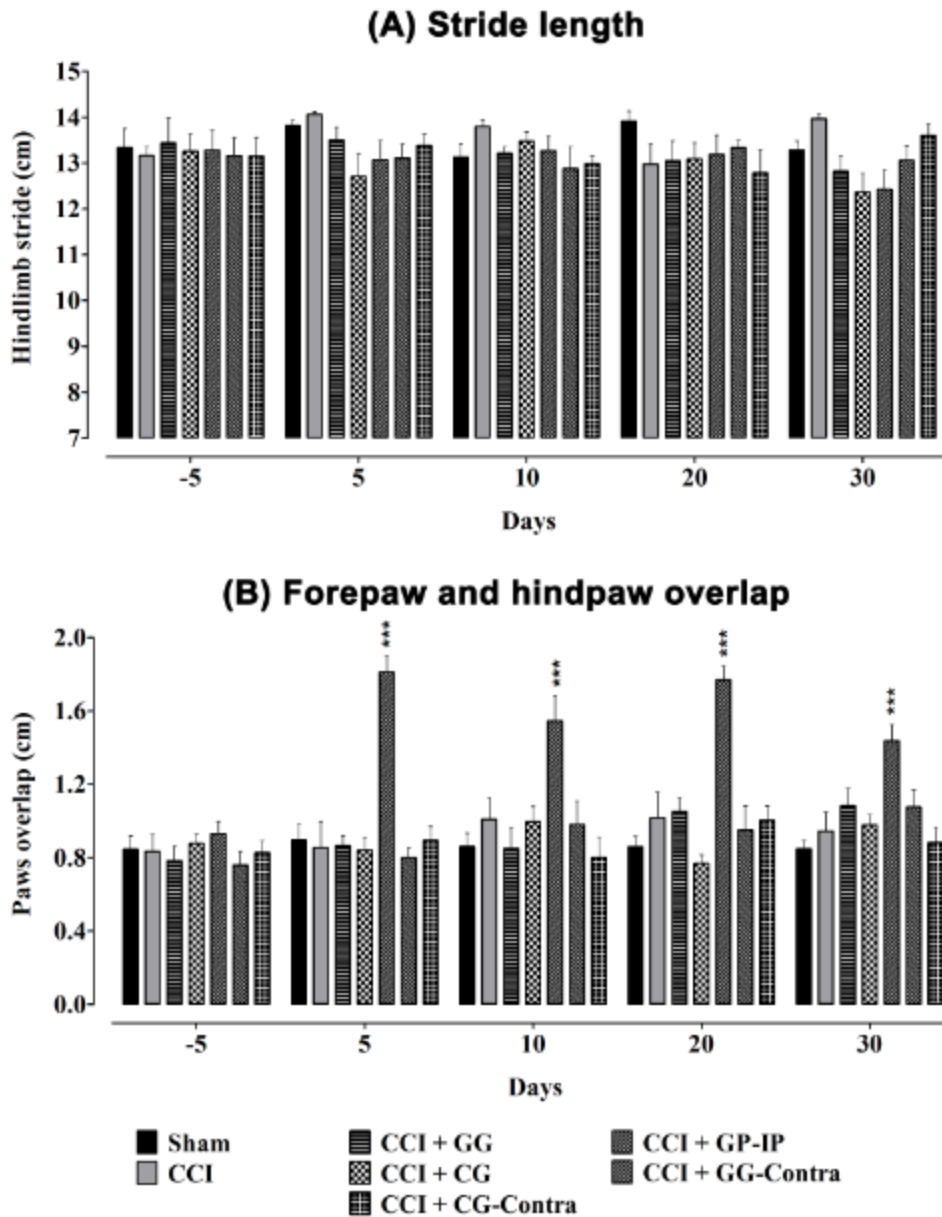 (A) Stride length
15
14
13
12
11
10
9
8
7
Hindlimb stride (cm)
-5 5 10 20 30
Days
(B) Forepaw and hindpaw overlap
2.0
1.6
1.2
0.8
0.4
0.0
Paws overlap (cm)
*** *** *** ***
-5 5 10 20 30
Days
Sham CCI + GG CCI + GP-IP
CCI CCI + CG CCI + GG-Contra
CCI + CG-Contra